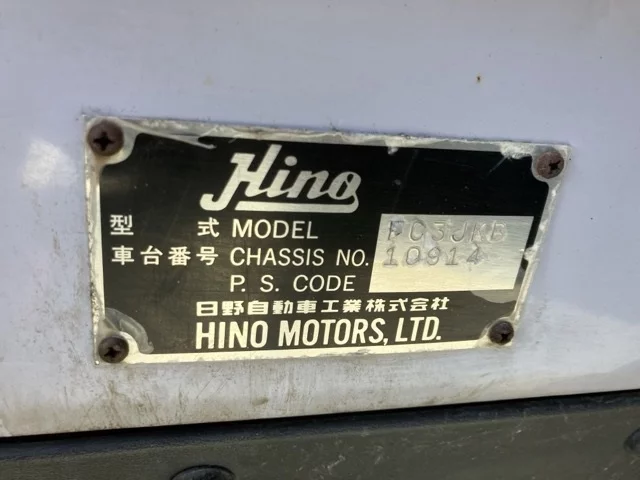 Hino
型 式 MODEL FC3JKD
車台番号 CHASSIS NO. 10914
P. S. CODE
日野自動車工業株式会社
HINO MOTORS, LTD.